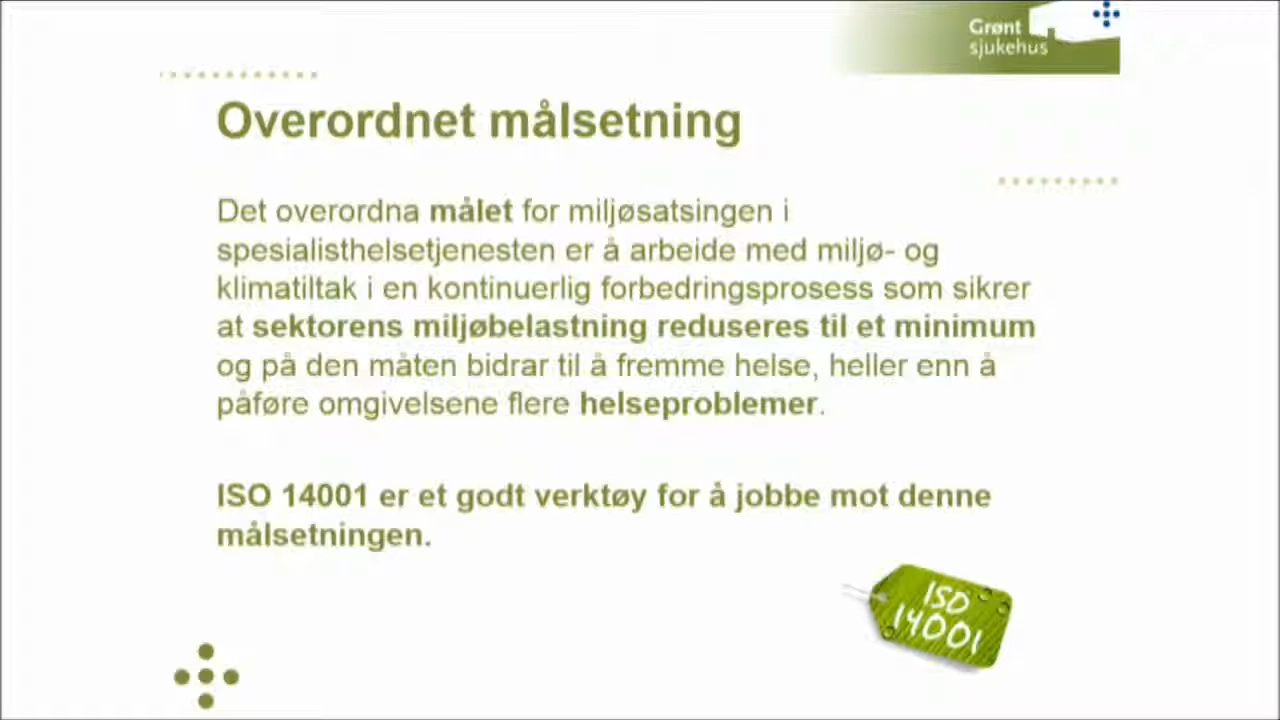 Grønt
sjukehus
Overordnet målsetning
Det overordna målet for miljøsatsingen i
spesialisthelsetjenesten er å arbeide med miljø- og
klimatiltak i en kontinuerlig forbedringsprosess som sikrer
at sektorens miljøbelastning reduseres til et minimum
og på den måten bidrar til å fremme helse, heller enn å
påføre omgivelsene flere helseproblemer.
ISO 14001 er et godt verktøy for å jobbe mot denne
målsetningen.
ISO
14001